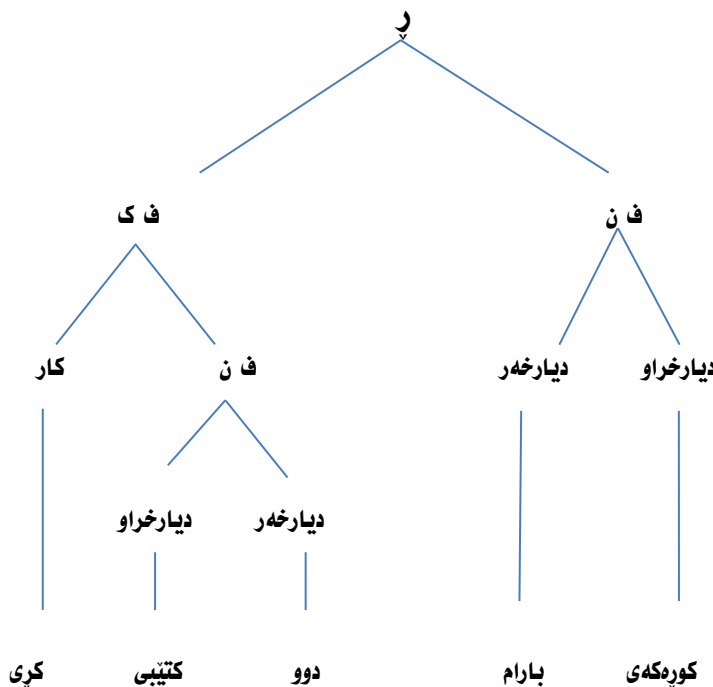 ڕ
ف ن ف ک
دیارخراو دیارخەر ف ن کار
دیارخەر دیارخراو
کوڕەکەی بارام دوو کتێبی کڕی